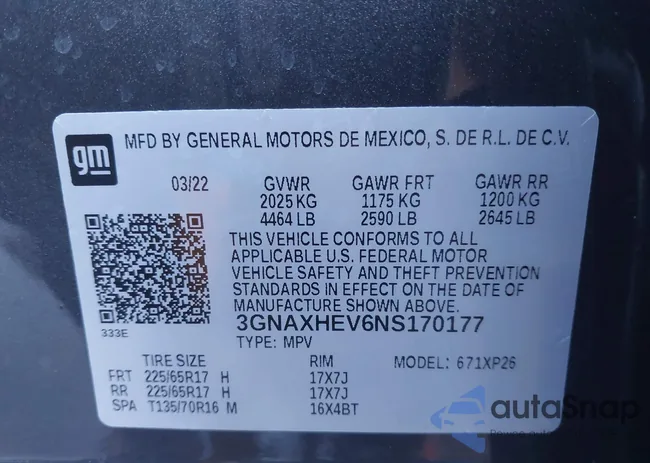 gm
MFD BY GENERAL MOTORS DE MEXICO, S. DE R.L. DE C.V.
03/22 GVWR GAWR FRT GAWR RR
2025 KG 1175 KG 1200 KG
4464 LB 2590 LB 2645 LB
THIS VEHICLE CONFORMS TO ALL
APPLICABLE U.S. FEDERAL MOTOR
VEHICLE SAFETY AND THEFT PREVENTION
STANDARDS IN EFFECT ON THE DATE OF
MANUFACTURE SHOWN ABOVE.
333E 3GNAXHEV6NS170177
TYPE: MPV
TIRE SIZE RIM MODEL: 671XP26
FRT 225/65R17 H 17X7J
RR 225/65R17 H 17X7J
SPA T135/70R16 M 16X4BT
autoSnap